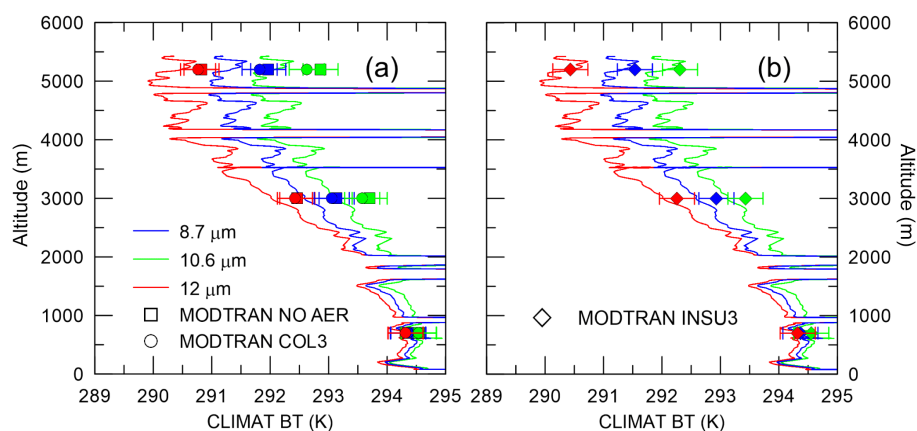 (a)
(b)
6000
5000
4000
3000
2000
1000
0
Altitude (m)
8.7 μm
10.6 μm
12 μm
MODTRAN NO AER
MODTRAN COL3
289 290 291 292 293 294 295
CLIMAT BT (K)
MODTRAN INSU3
289 290 291 292 293 294 295
CLIMAT BT (K)
6000
5000
4000
3000
2000
1000
0
Altitude (m)